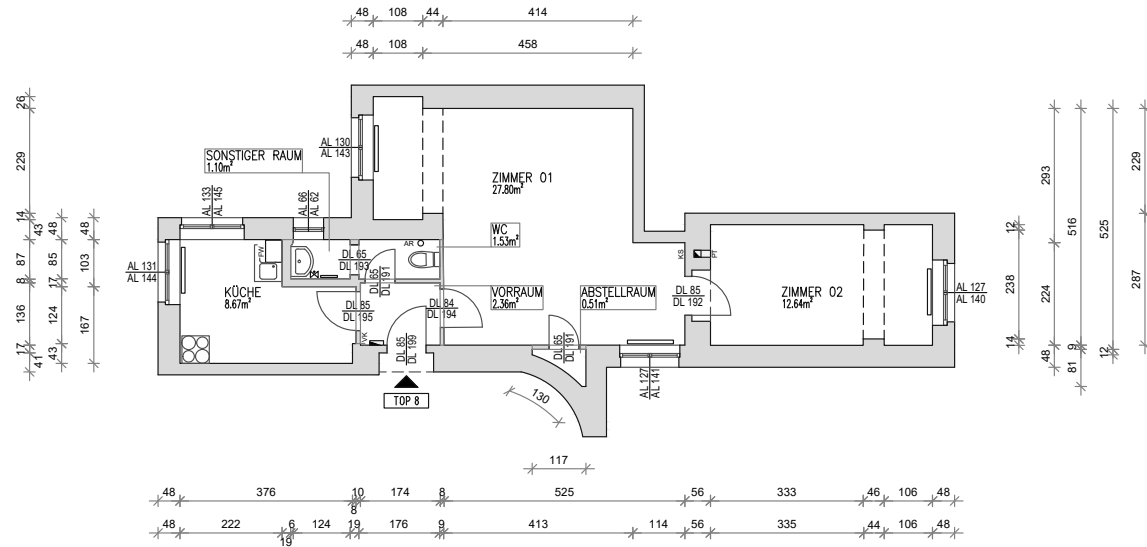 48 108 44 414
48 108 458
26
229
14
43
87
8
136
17
41
48
85
17
124
43
48
103
167
AL 130
AL 143
SONSTIGER RAUM
1.10m²
AL 133
AL 145
AL 66
AL 62
ZIMMER 01
27.80m²
WC
1.53m²
AR
DL 65
DL 193
DL 65
DL 191
FW
AL 131
AL 144
KÜCHE
8.67m²
DL 85
DL 195
VORRAUM
2.36m²
DL 84
DL 194
ABSTELLRAUM
0.51m²
KS
PT
DL 85
DL 192
ZIMMER 02
12.64m²
AL 127
AL 140
VK
DL 85
DL 199
DL 65
DL 191
AL 127
AL 141
TOP 8
130
117
12
238
14
293
224
48
516
9
81
525
12
229
287
48 376 10 174 8 525 56 333 46 106 48
8
48 222 6 124 19 176 9 413 114 56 335 44 106 48
19